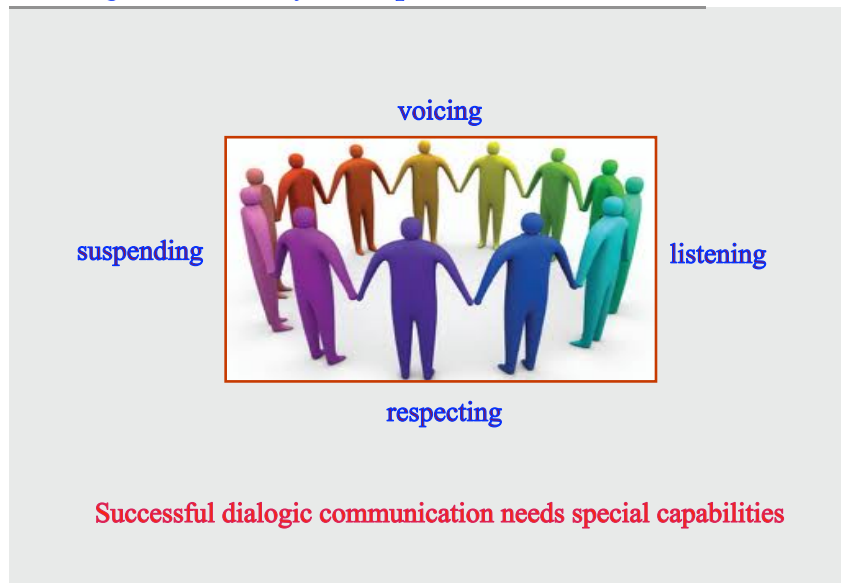 voicing
suspending
listening
respecting
Successful dialogic communication needs special capabilities